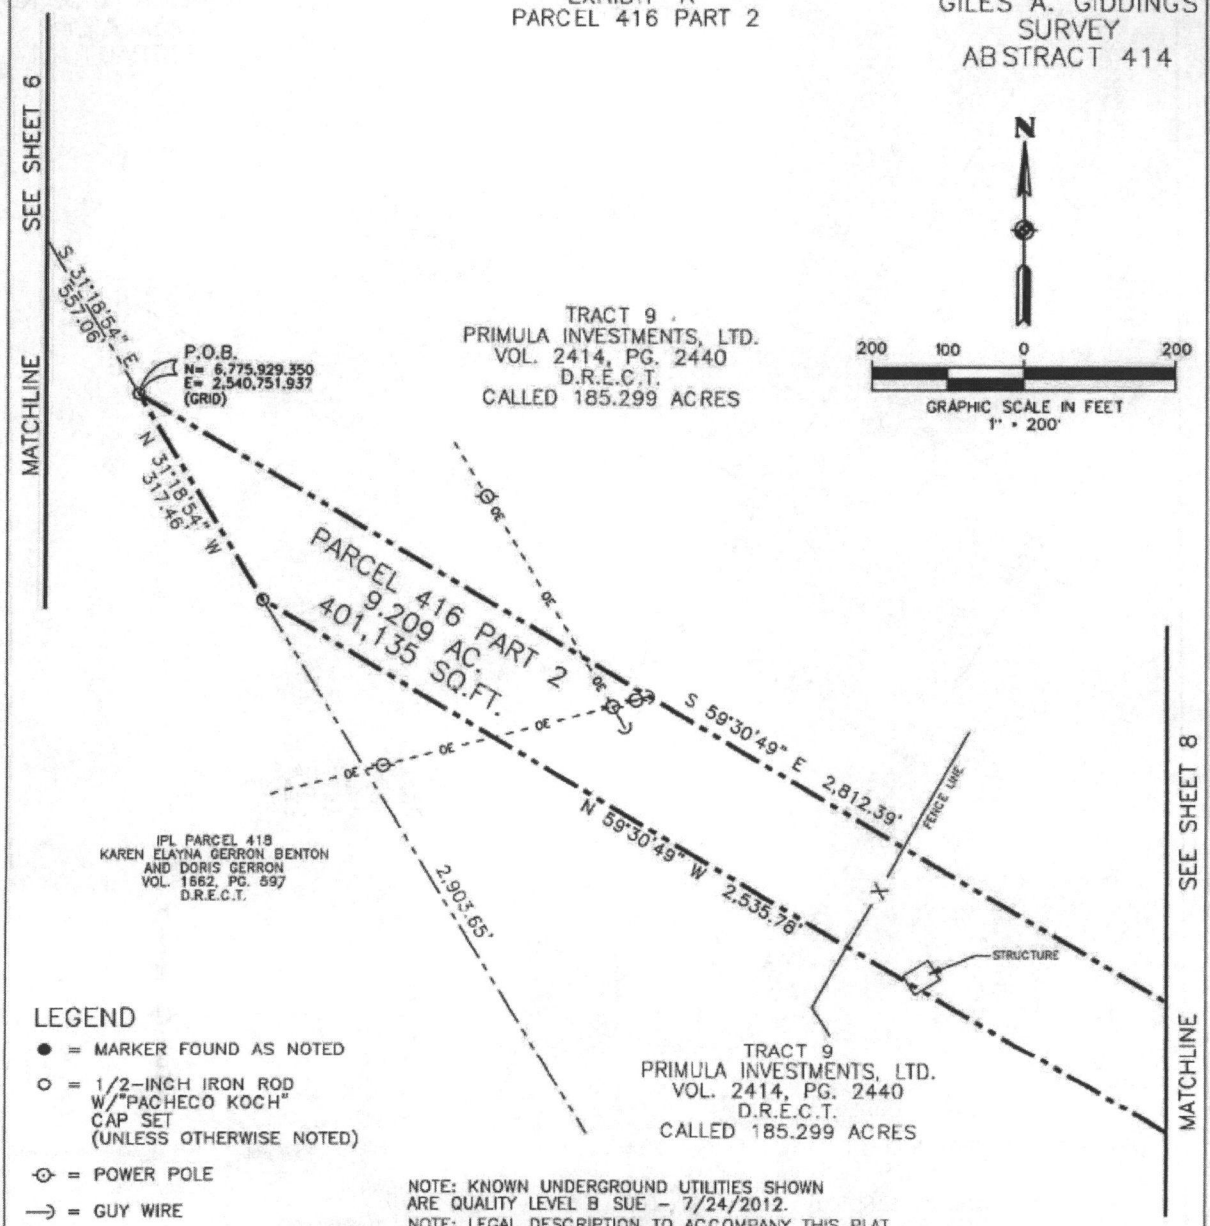 PARCEL 416 PART 2
GILES A. GIDDINGS
SURVEY
ABSTRACT 414
SEE SHEET 6
MATCHLINE
N
200 100 0 200
GRAPHIC SCALE IN FEET
1" = 200'
S 31°18'54" E
557.06'
P.O.B.
N= 6,775,929.350
E= 2,540,751.937
(GRID)
TRACT 9
PRIMULA INVESTMENTS, LTD.
VOL. 2414, PG. 2440
D.R.E.C.T.
CALLED 185.299 ACRES
N 31°18'54" W
317.46'
OE
OE
OE
OE
OE
OE
PARCEL 416 PART 2
9.209 AC.
401,135 SQ.FT.
S 59°30'49" E 2,812.39'
N 59°30'49" W 2,535.78'
FENCE LINE
X
STRUCTURE
SEE SHEET 8
MATCHLINE
IPL PARCEL 418
KAREN ELAYNA GERRON BENTON
AND DORIS GERRON
VOL. 1662, PG. 597
D.R.E.C.T.
2,903.65'
TRACT 9
PRIMULA INVESTMENTS, LTD.
VOL. 2414, PG. 2440
D.R.E.C.T.
CALLED 185.299 ACRES
LEGEND
= MARKER FOUND AS NOTED
= 1/2-INCH IRON ROD
W/"PACHECO KOCH"
CAP SET
(UNLESS OTHERWISE NOTED)
= POWER POLE
= GUY WIRE
NOTE: KNOWN UNDERGROUND UTILITIES SHOWN
ARE QUALITY LEVEL B SUE - 7/24/2012.
NOTE: LEGAL DESCRIPTION TO ACCOMPANY THIS PLAT